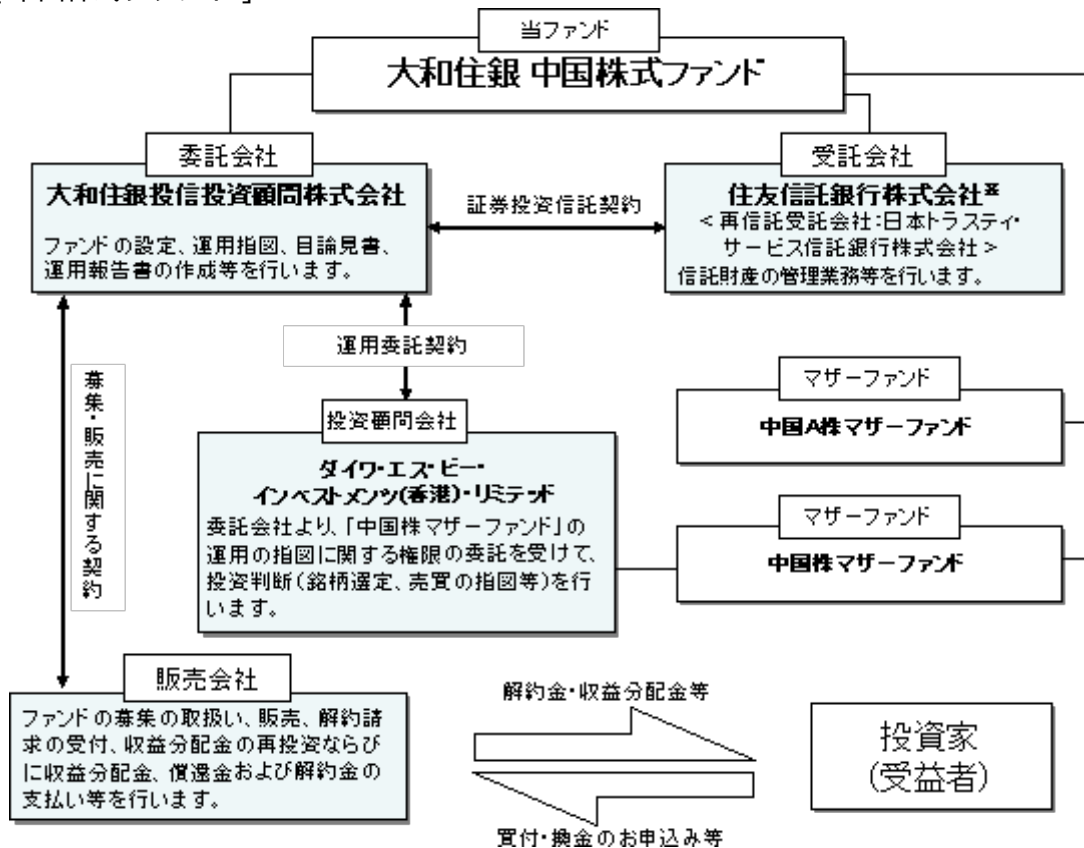 当ファンド
大和住銀 中国株式ファンド
委託会社
大和住銀投信投資顧問株式会社
ファンドの設定、運用指図、目論見書、
運用報告書の作成等を行います。
証券投資信託契約
受託会社
住友信託銀行株式会社※
<再信託受託会社:日本トラスティ・
サービス信託銀行株式会社>
信託財産の管理業務等を行います。
運用委託契約
募集・販売に関する契約
投資顧問会社
ダイワ・エス・ビー・
インベストメンツ(香港)・リミテッド
委託会社より、「中国株マザーファンド」の
運用の指図に関する権限の委託を受けて、
投資判断(銘柄選定、売買の指図等)を行
います。
マザーファンド
中国A株マザーファンド
マザーファンド
中国株マザーファンド
販売会社
ファンドの募集の取扱い、販売、解約請
求の受付、収益分配金の再投資ならび
に収益分配金、償還金および解約金の
支払い等を行います。
解約金・収益分配金等
買付・換金のお申込み等
投資家
(受益者)